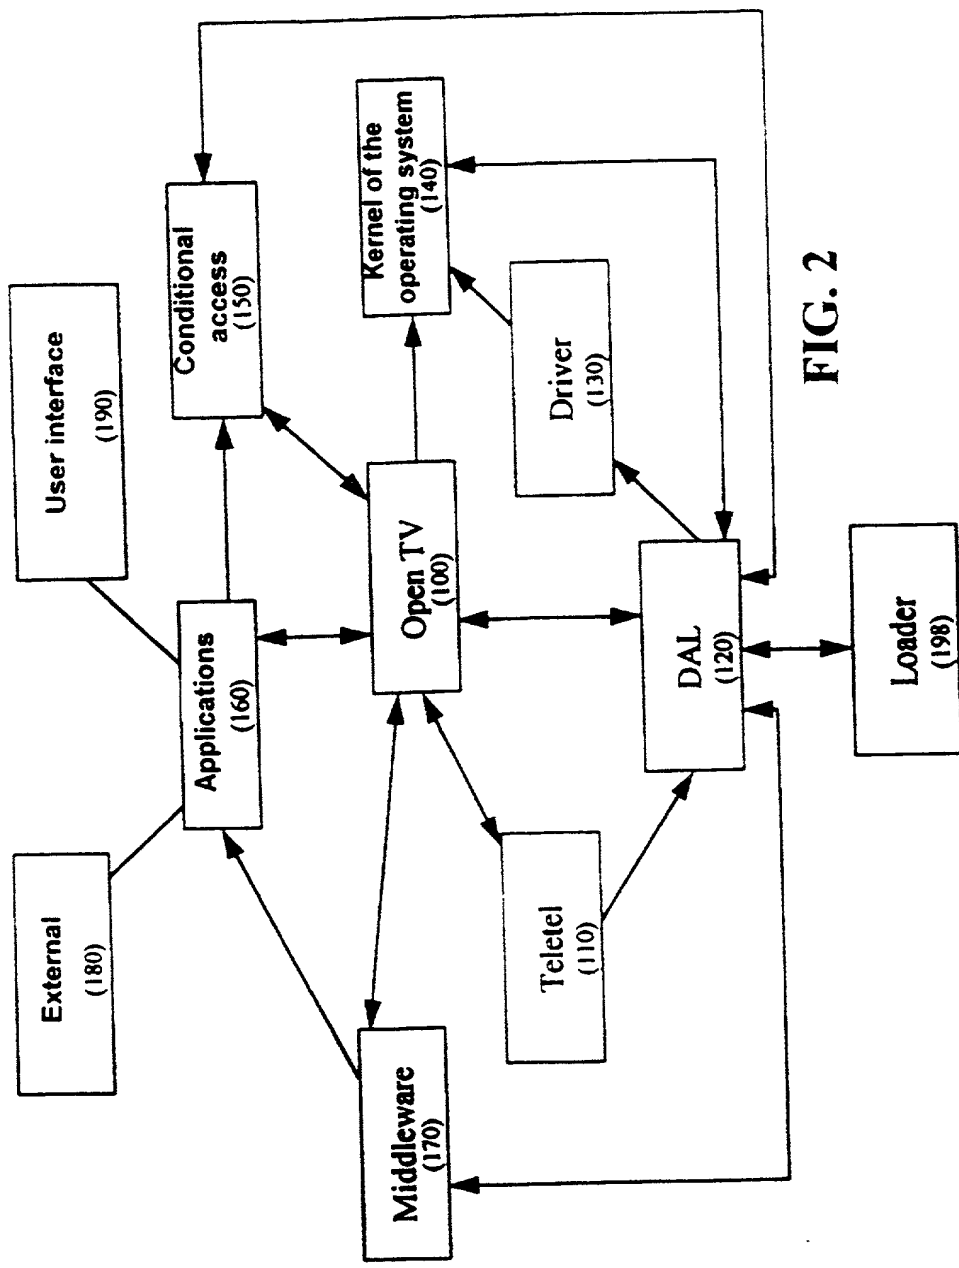 External
(180)
User interface
(190)
Applications
(160)
Conditional
access
(150)
Middleware
(170)
Open TV
(100)
Kernel of the
operating system
(140)
Teletel
(110)
Driver
(130)
DAL
(120)
Loader
(198)
FIG. 2